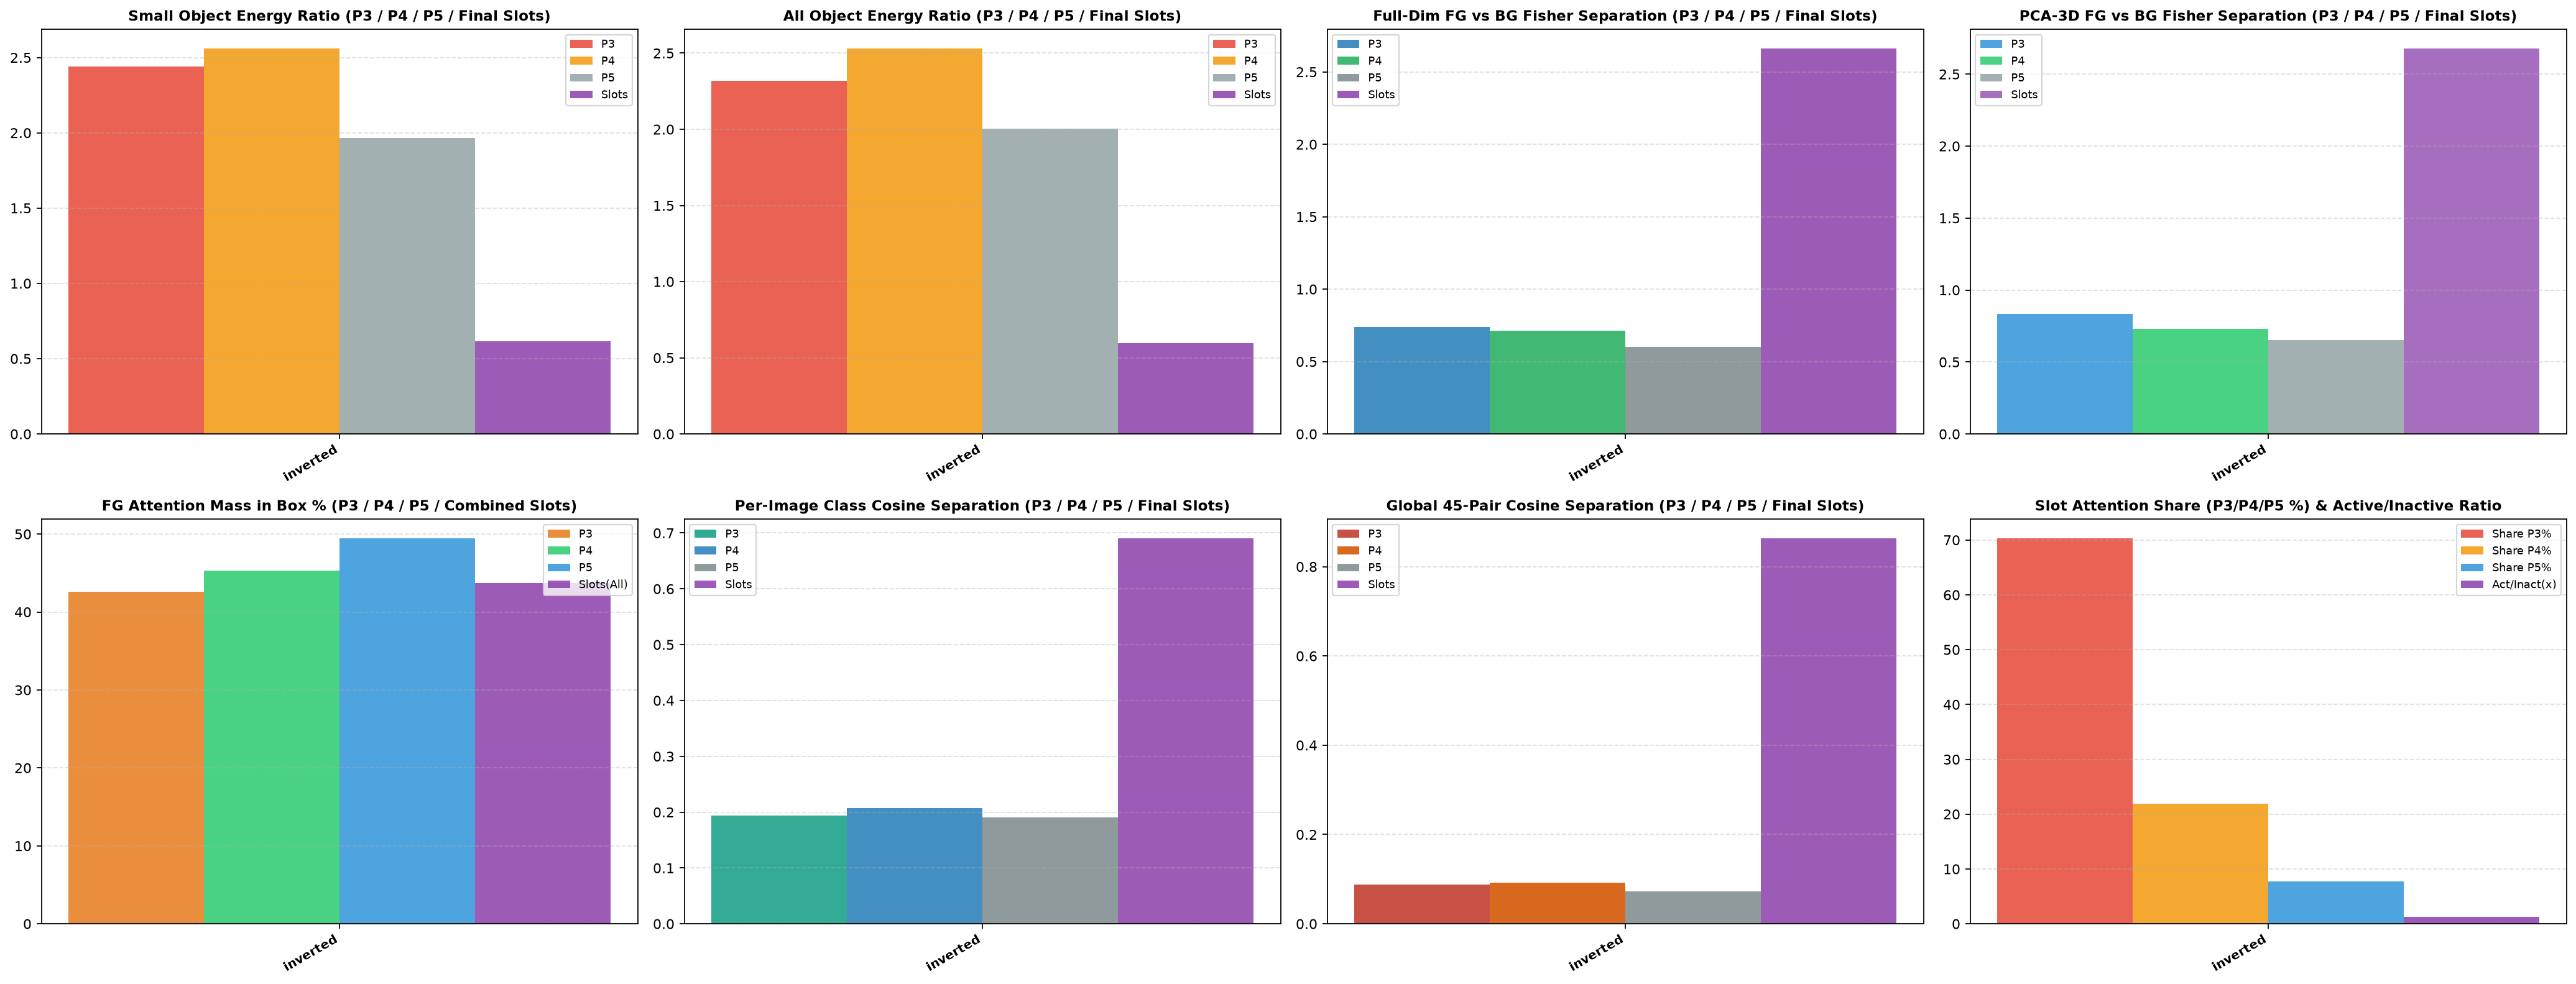 Small Object Energy Ratio (P3 / P4 / P5 / Final Slots)
2.5
2.0
1.5
1.0
0.5
0.0
P3
P4
P5
Slots
inverted
All Object Energy Ratio (P3 / P4 / P5 / Final Slots)
2.5
2.0
1.5
1.0
0.5
0.0
P3
P4
P5
Slots
inverted
Full-Dim FG vs BG Fisher Separation (P3 / P4 / P5 / Final Slots)
2.5
2.0
1.5
1.0
0.5
0.0
P3
P4
P5
Slots
inverted
PCA-3D FG vs BG Fisher Separation (P3 / P4 / P5 / Final Slots)
2.5
2.0
1.5
1.0
0.5
0.0
P3
P4
P5
Slots
inverted
FG Attention Mass in Box % (P3 / P4 / P5 / Combined Slots)
50
40
30
20
10
0
P3
P4
P5
Slots(All)
inverted
Per-Image Class Cosine Separation (P3 / P4 / P5 / Final Slots)
0.7
0.6
0.5
0.4
0.3
0.2
0.1
0.0
P3
P4
P5
Slots
inverted
Global 45-Pair Cosine Separation (P3 / P4 / P5 / Final Slots)
0.8
0.6
0.4
0.2
0.0
P3
P4
P5
Slots
inverted
Slot Attention Share (P3/P4/P5 %) & Active/Inactive Ratio
70
60
50
40
30
20
10
0
Share P3%
Share P4%
Share P5%
Act/Inact(x)
inverted